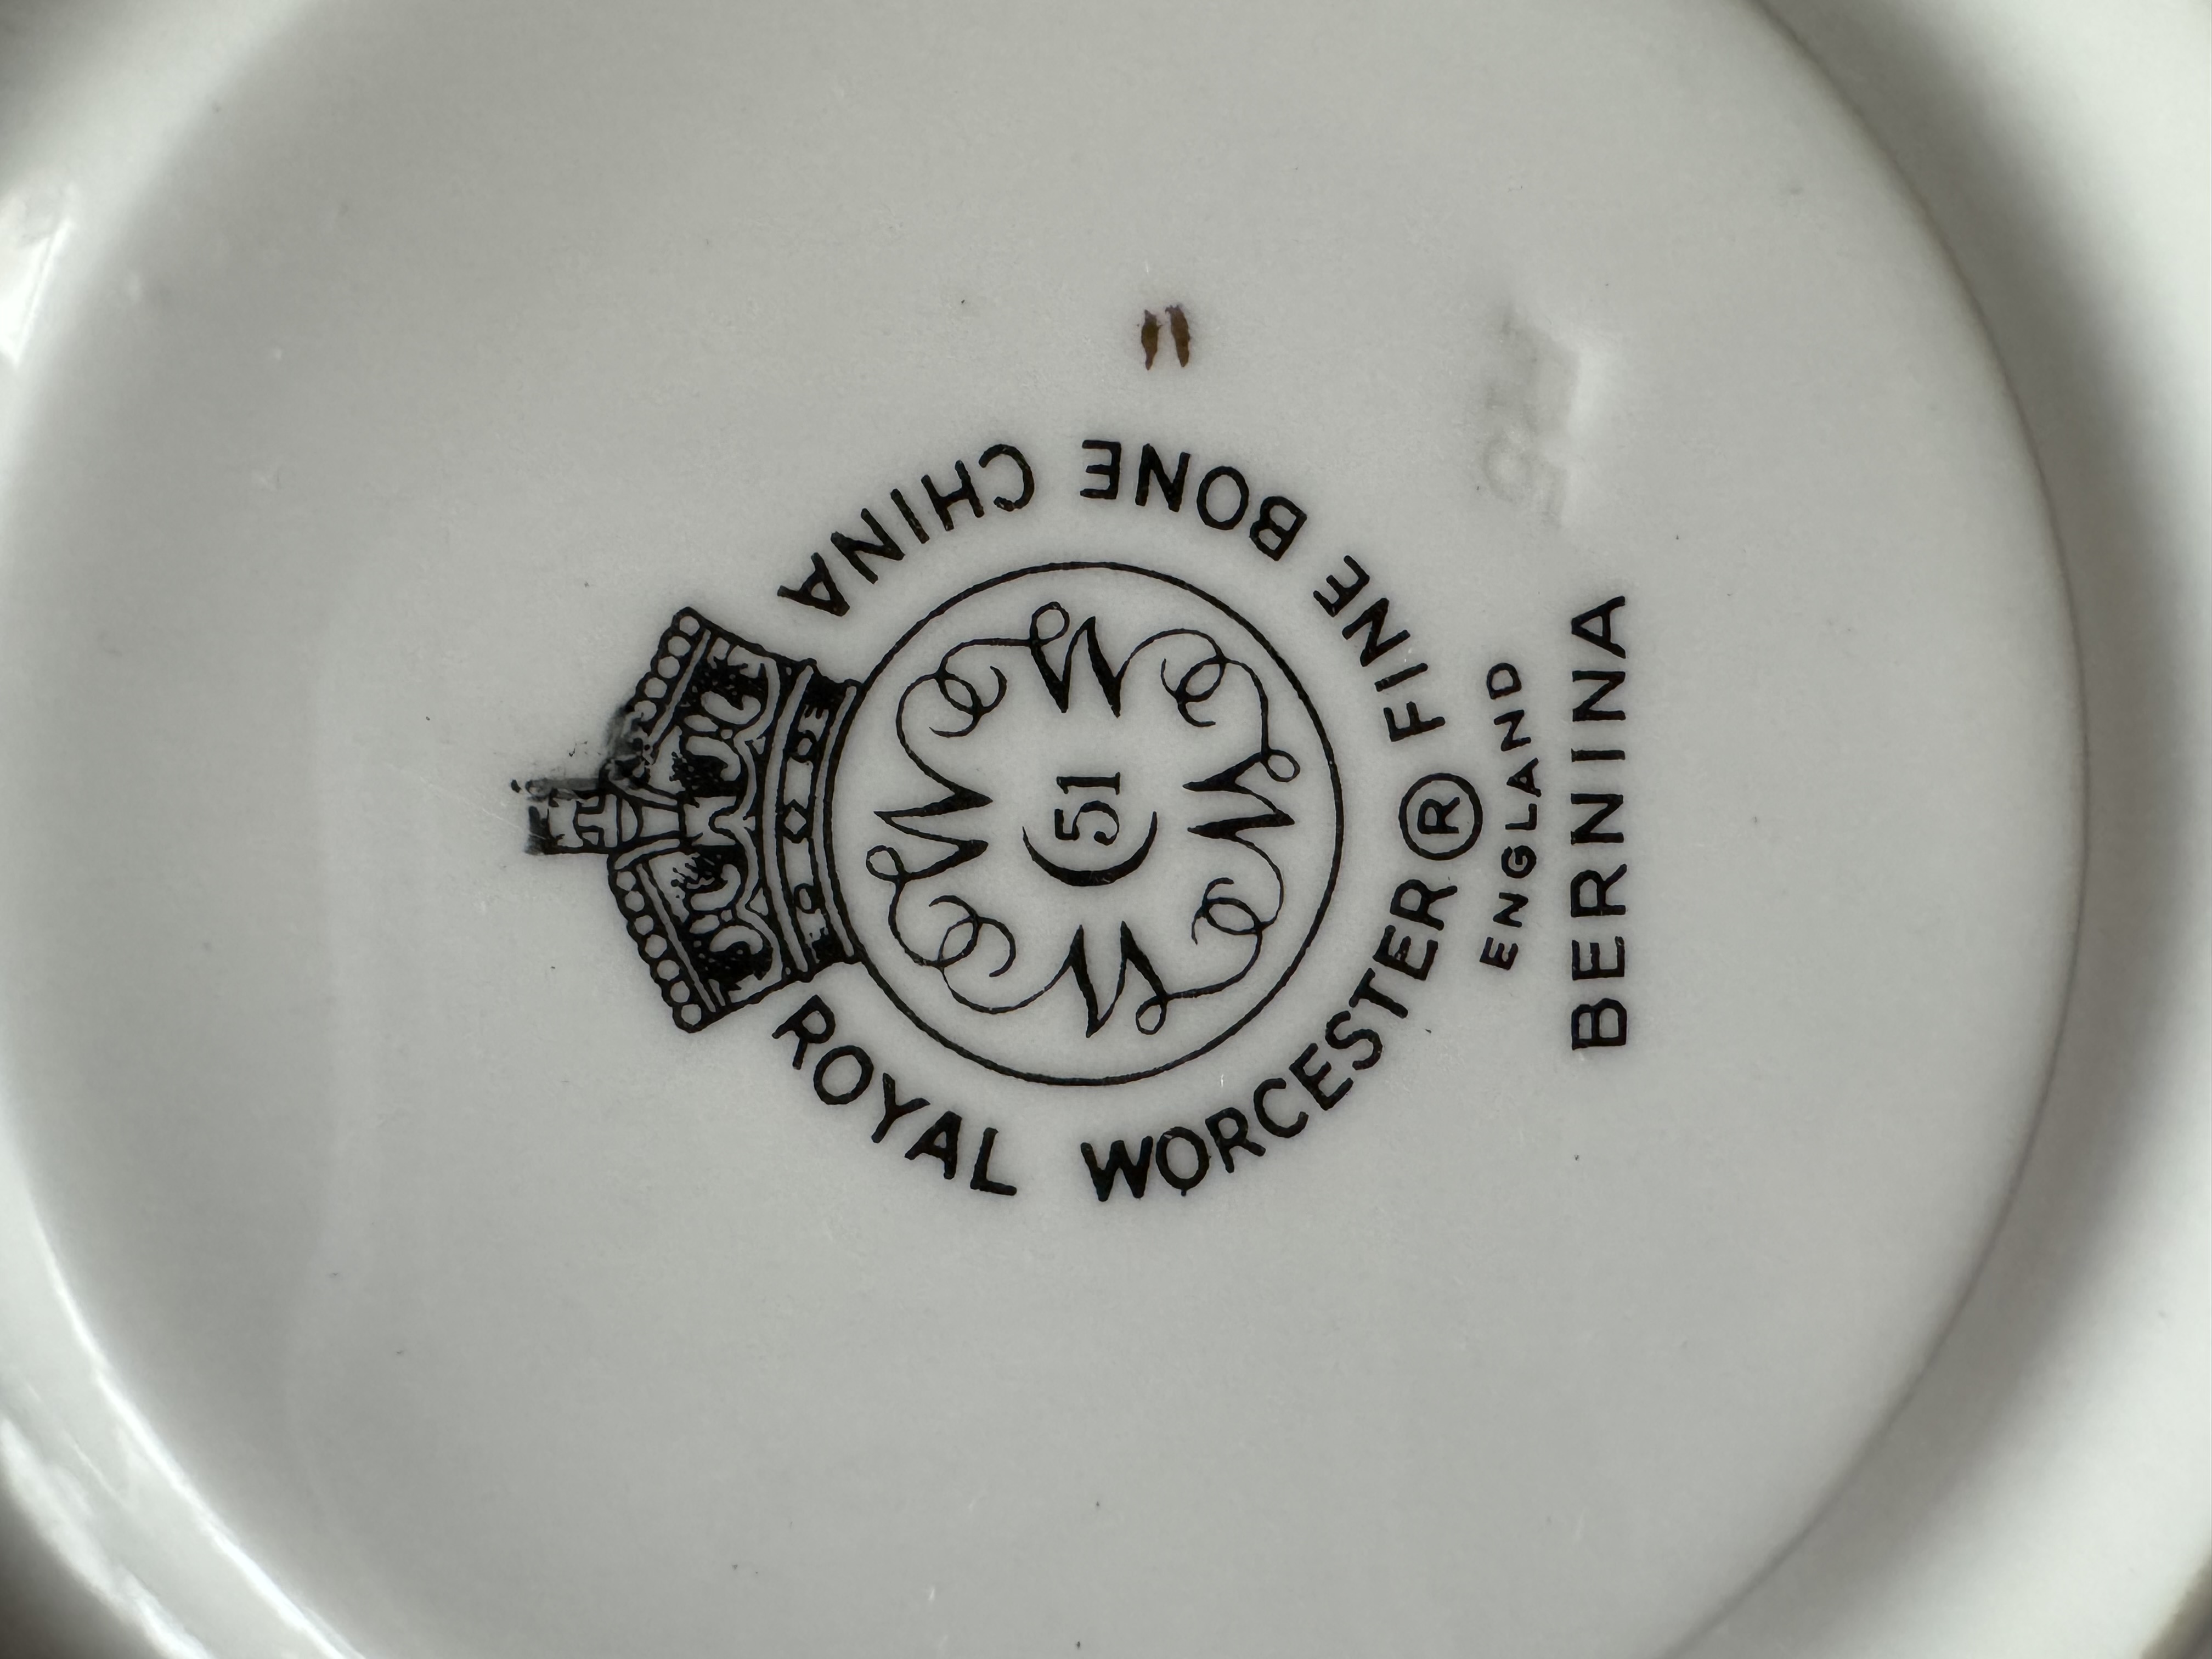 ROYAL WORCESTER ® FINE BONE CHINA
51
ENGLAND
BERNINA